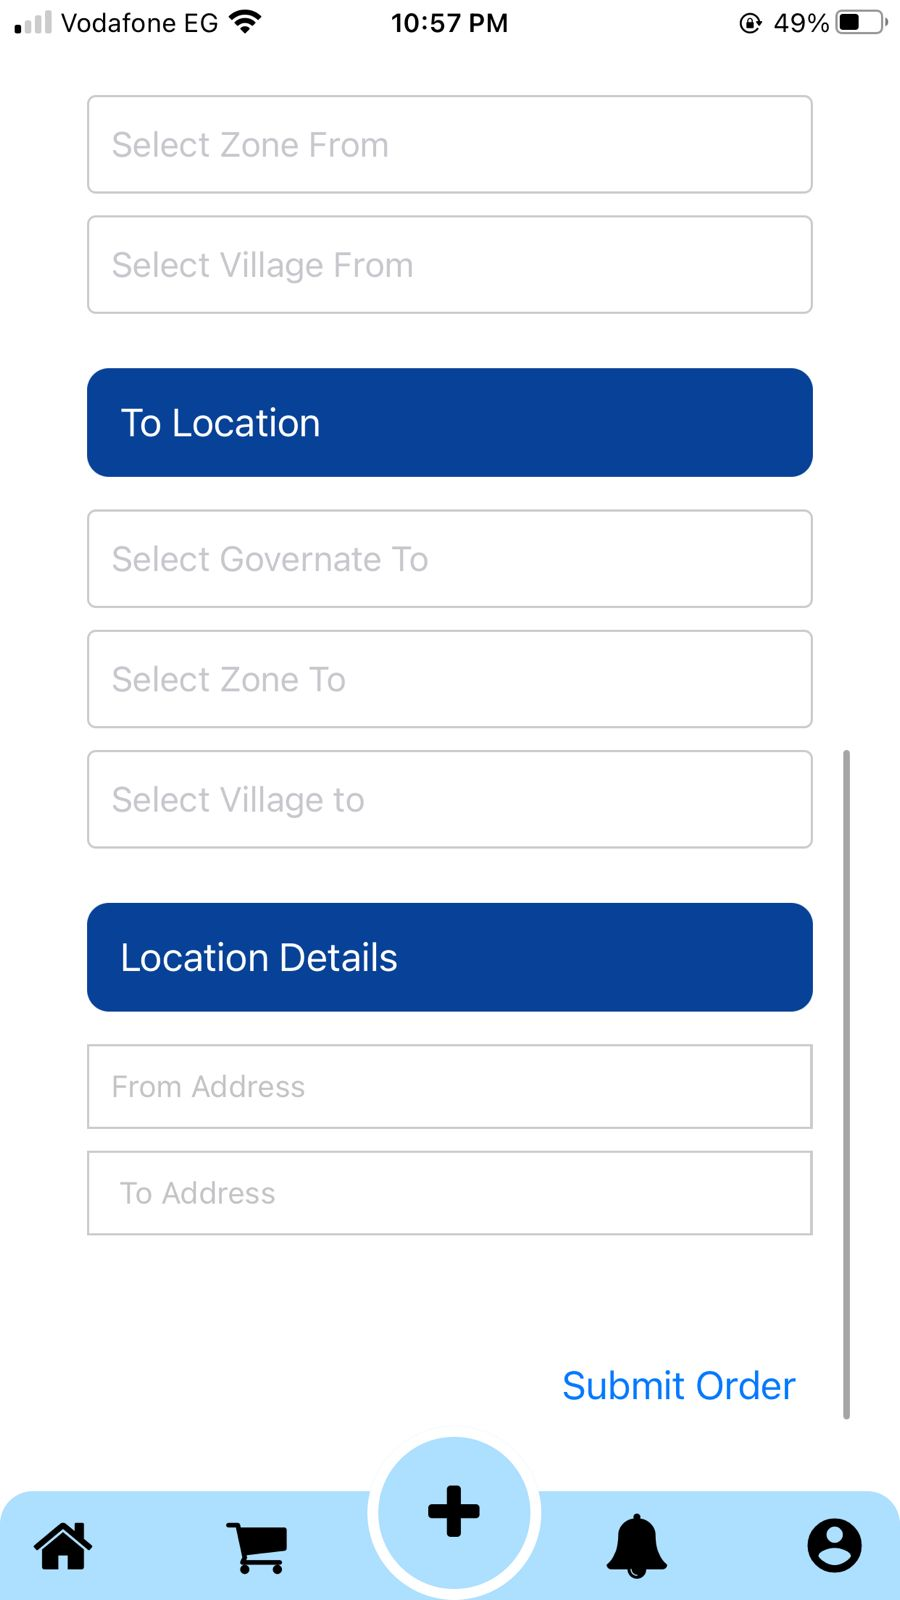 Vodafone EG 10:57 PM 49%
Select Zone From
Select Village From
To Location
Select Governate To
Select Zone To
Select Village to
Location Details
From Address
To Address
Submit Order